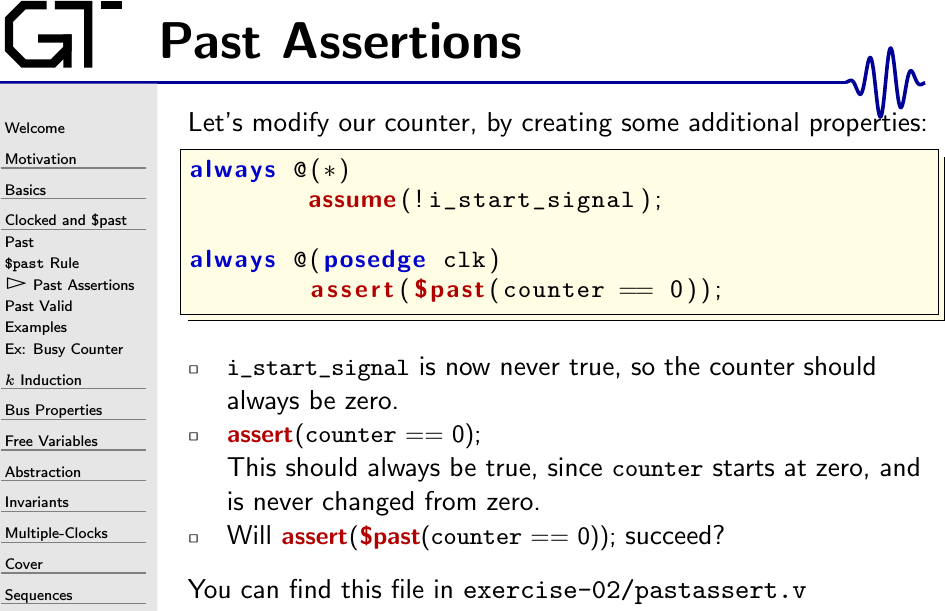 GT
Past Assertions
Welcome
Motivation
Basics
Clocked and $past
Past
$past Rule
▷ Past Assertions
Past Valid
Examples
Ex: Busy Counter
k Induction
Bus Properties
Free Variables
Abstraction
Invariants
Multiple-Clocks
Cover
Sequences
Let's modify our counter, by creating some additional properties:
always @(*)
assume(!i_start_signal);
always @(posedge clk)
assert($past(counter == 0));
▫ i_start_signal is now never true, so the counter should
always be zero.
▫ assert(counter == 0);
This should always be true, since counter starts at zero, and
is never changed from zero.
▫ Will assert($past(counter == 0)); succeed?
You can find this file in exercise-02/pastassert.v